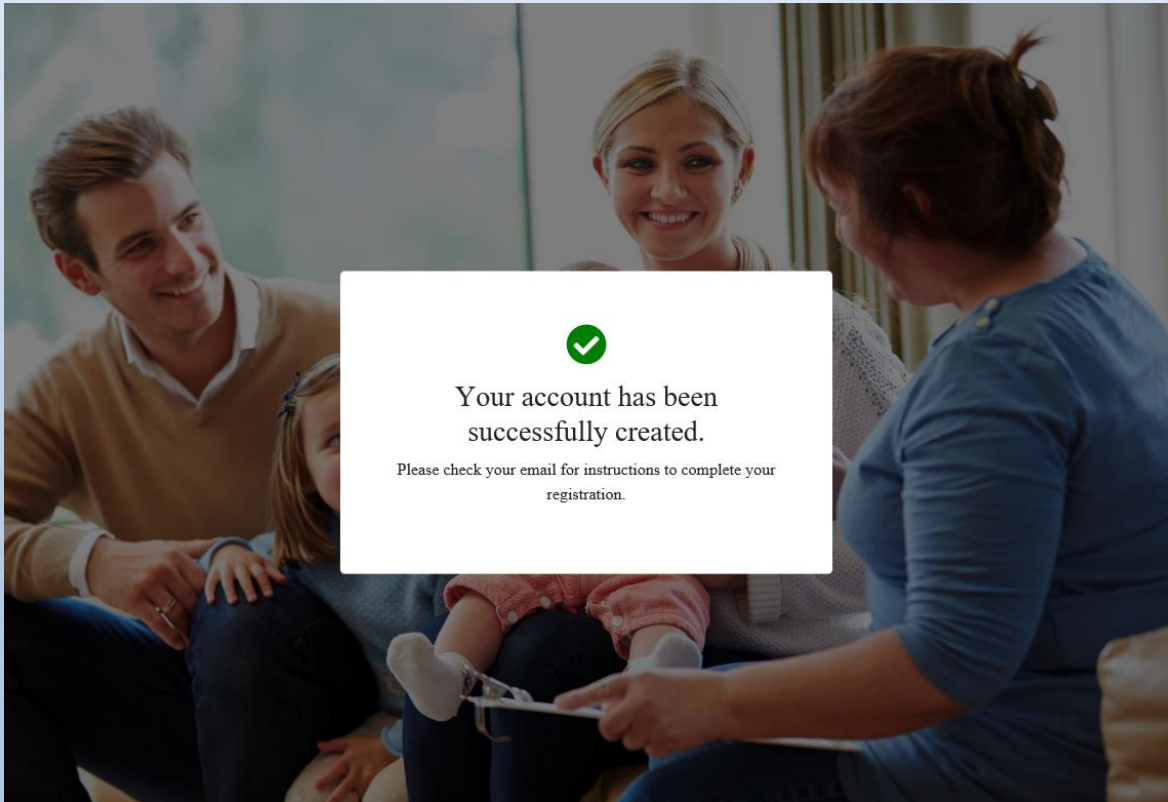 Your account has been
successfully created.
Please check your email for instructions to complete your
registration.